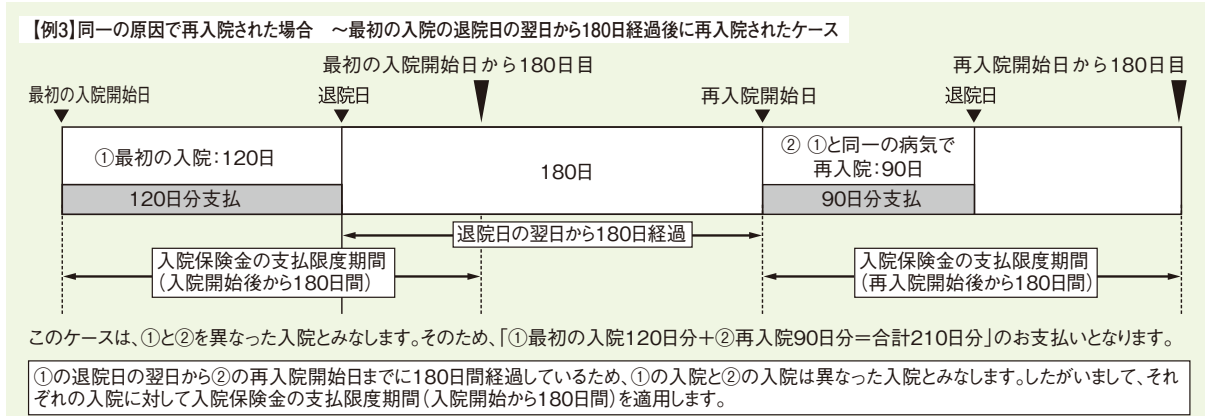 【例3】同一の原因で再入院された場合　～最初の入院の退院日の翌日から180日経過後に再入院されたケース
最初の入院開始日から180日目
再入院開始日から180日目
最初の入院開始日
退院日
再入院開始日
退院日
①最初の入院：120日
180日
② ①と同一の病気で
再入院：90日
120日分支払
90日分支払
退院日の翌日から180日経過
入院保険金の支払限度期間
（入院開始後から180日間）
入院保険金の支払限度期間
（再入院開始後から180日間）
このケースは、①と②を異なった入院とみなします。そのため、「①最初の入院120日分＋②再入院90日分＝合計210日分」のお支払いとなります。
①の退院日の翌日から②の再入院開始日までに180日間経過しているため、①の入院と②の入院は異なった入院とみなします。したがいまして、それ
ぞれの入院に対して入院保険金の支払限度期間（入院開始から180日間）を適用します。